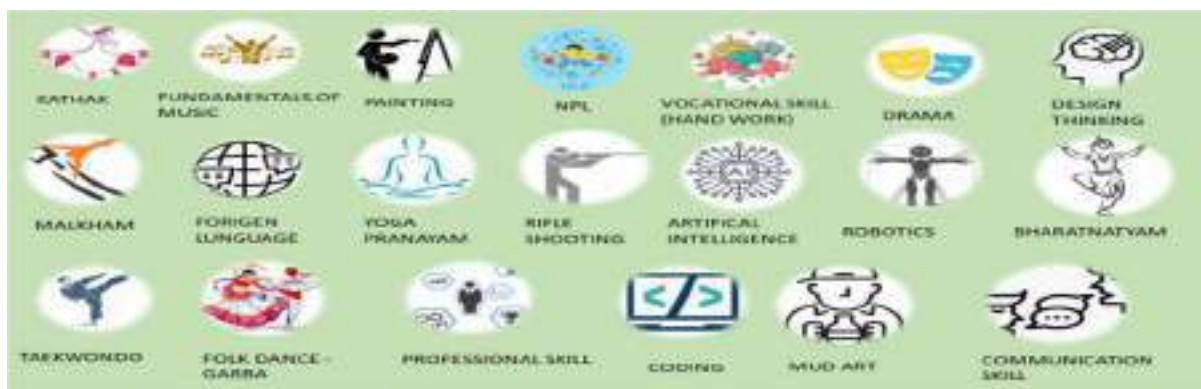 KATHAK
FUNDAMENTALS OF
MUSIC
PAINTING
NPL
VOCATIONAL SKILL
(HAND WORK)
DRAMA
DESIGN
THINKING
MALKHAM
FORIGEN
LUNGUAGE
YOGA
PRANAYAM
RIFLE
SHOOTING
ARTIFICAL
INTELLIGENCE
ROBOTICS
BHARATNATYAM
TAEKWONDO
FOLK DANCE -
GARBA
PROFESSIONAL SKILL
CODING
MUD ART
COMMUNICATION
SKILL